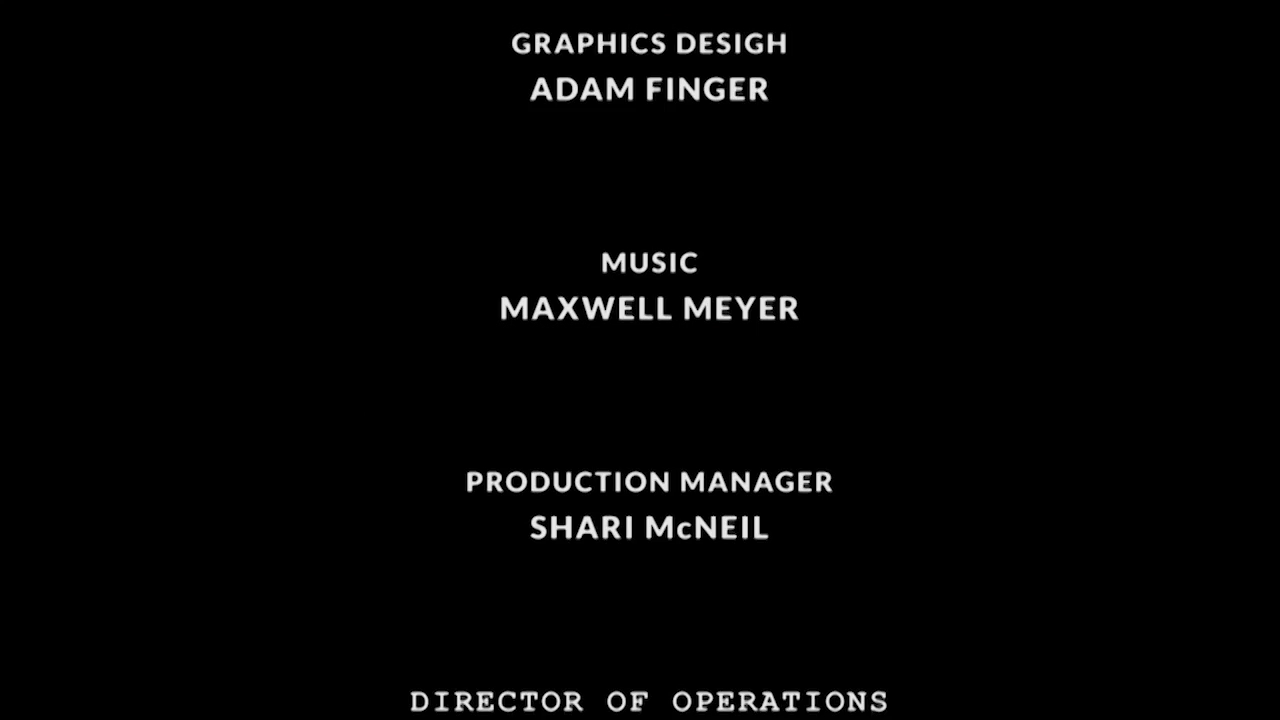 GRAPHICS DESIGH
ADAM FINGER
MUSIC
MAXWELL MEYER
PRODUCTION MANAGER
SHARI McNEIL
DIRECTOR OF OPERATIONS